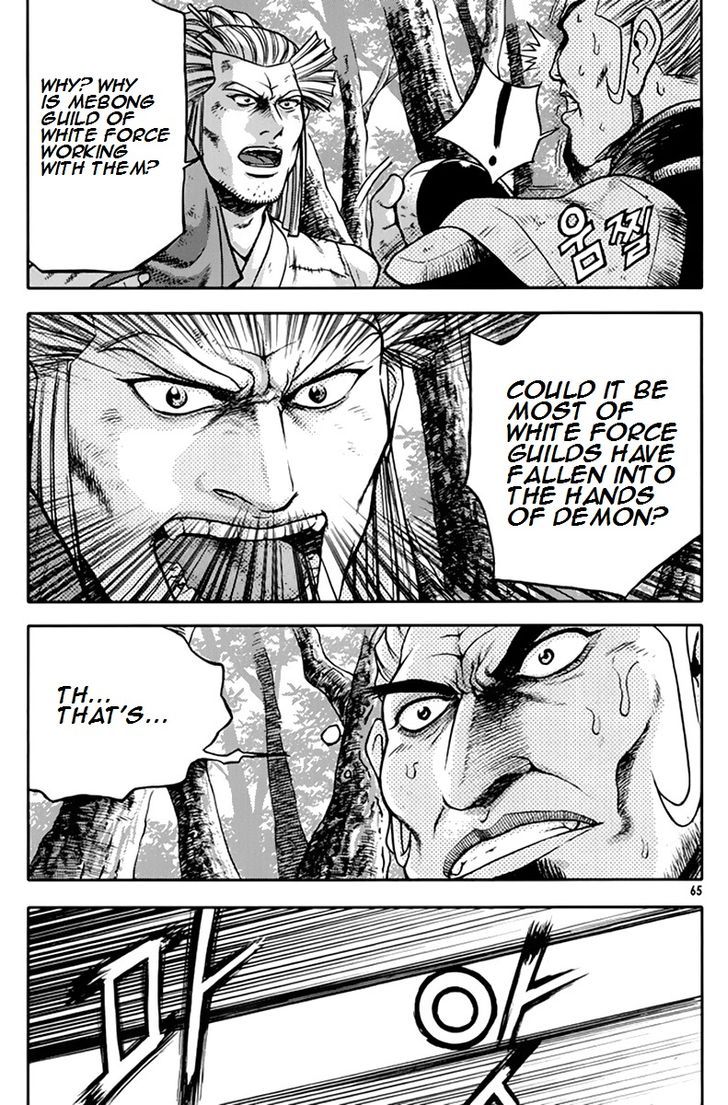 WHY? WHY
IS MEBONG
GUILD OF
WHITE FORCE
WORKING
WITH THEM?
!
움찔
COULD IT BE
MOST OF
WHITE FORCE
GUILDS HAVE
FALLEN INTO
THE HANDS
OF DEMON?
TH...
THAT'S...
65